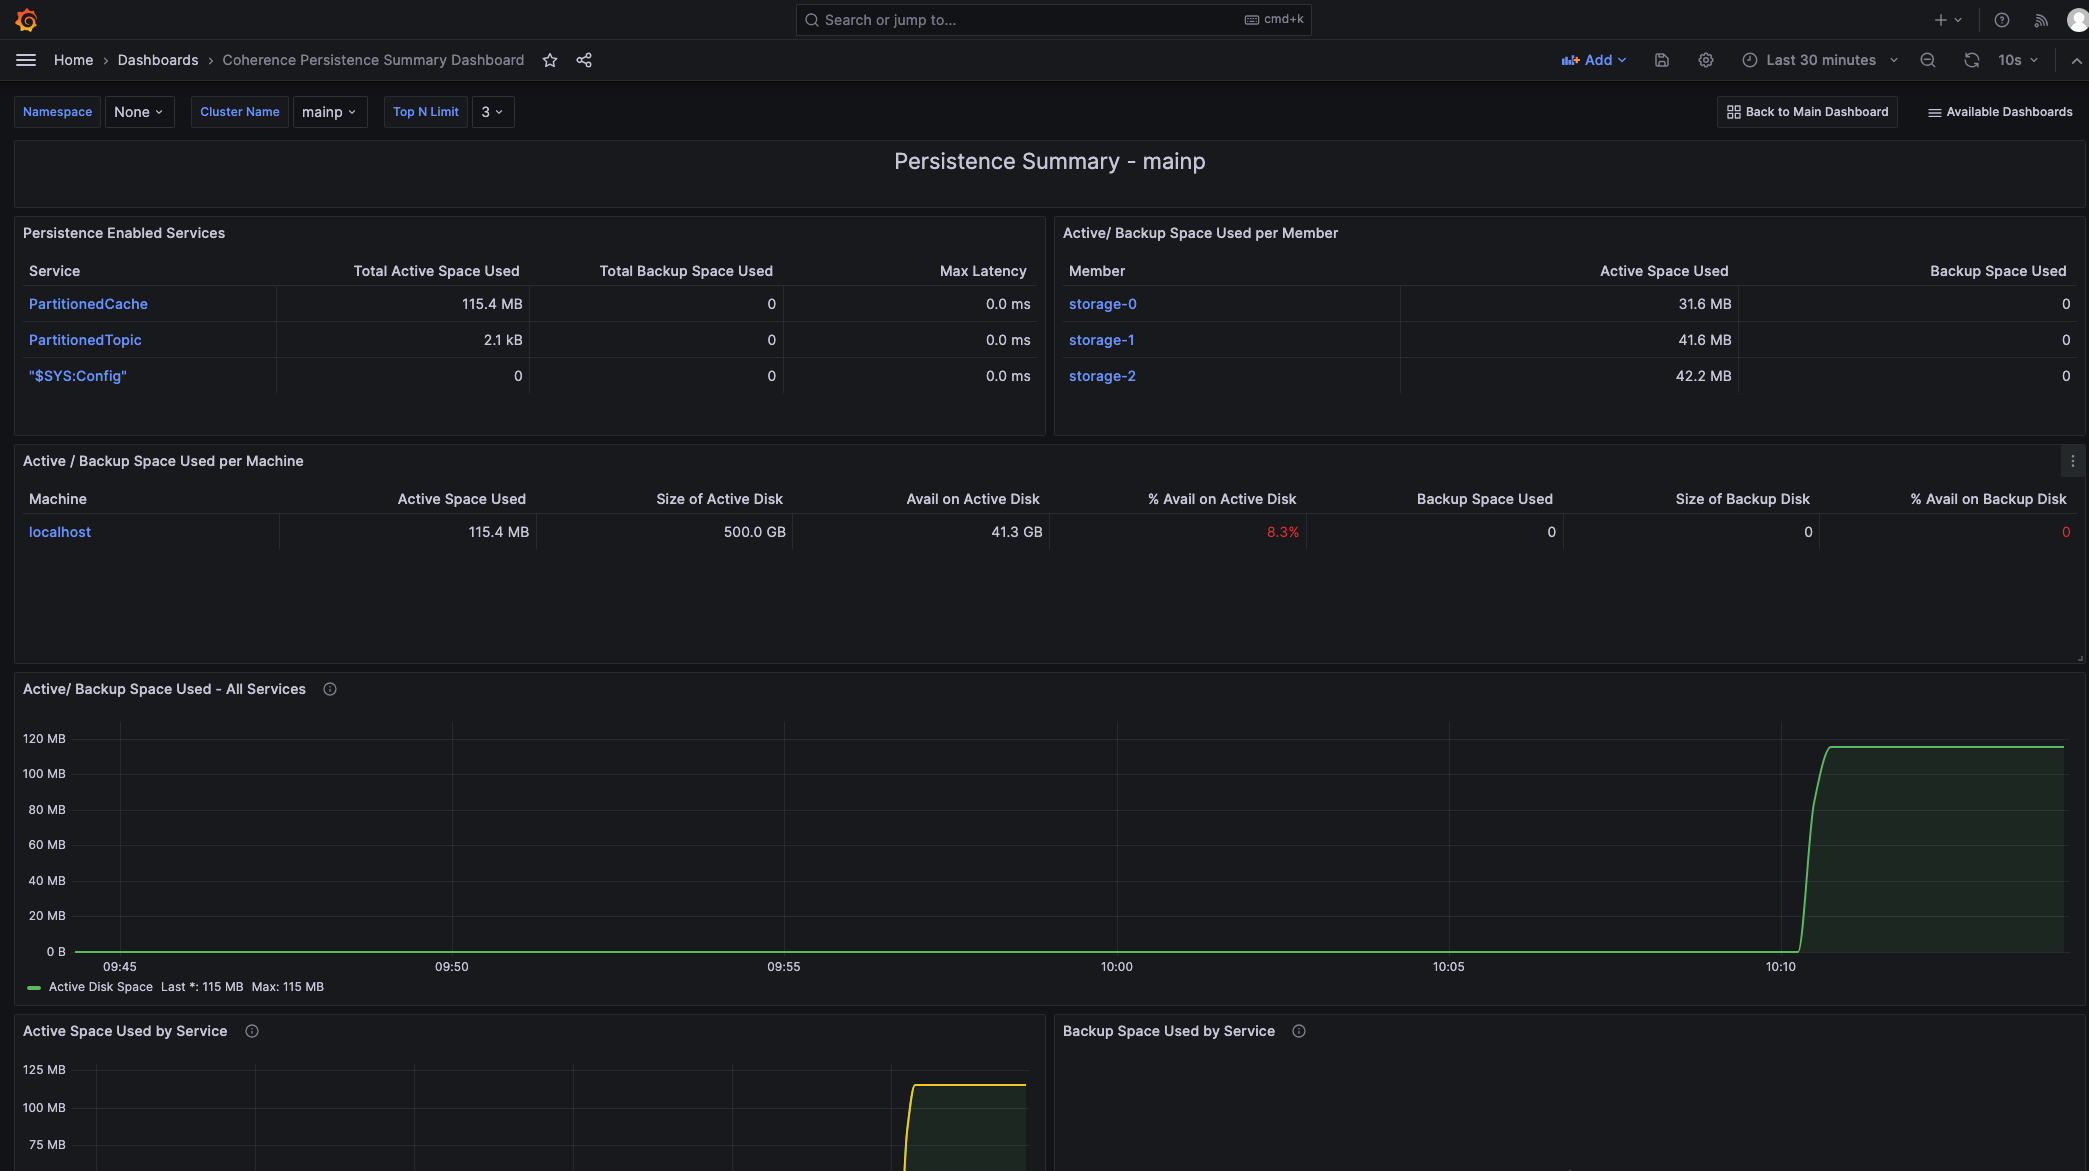 Search or jump to... cmd+k
Home › Dashboards › Coherence Persistence Summary Dashboard Add Last 30 minutes 10s
Namespace None Cluster Name mainp Top N Limit 3 Back to Main Dashboard Available Dashboards
Persistence Summary - mainp
Persistence Enabled Services
Service Total Active Space Used Total Backup Space Used Max Latency
PartitionedCache 115.4 MB 0 0.0 ms
PartitionedTopic 2.1 kB 0 0.0 ms
"$SYS:Config" 0 0 0.0 ms
Active/ Backup Space Used per Member
Member Active Space Used Backup Space Used
storage-0 31.6 MB 0
storage-1 41.6 MB 0
storage-2 42.2 MB 0
Active / Backup Space Used per Machine
Machine Active Space Used Size of Active Disk Avail on Active Disk % Avail on Active Disk Backup Space Used Size of Backup Disk % Avail on Backup Disk
localhost 115.4 MB 500.0 GB 41.3 GB 8.3% 0 0 0
Active/ Backup Space Used - All Services
120 MB
100 MB
80 MB
60 MB
40 MB
20 MB
0 B
09:45 09:50 09:55 10:00 10:05 10:10
Active Disk Space Last *: 115 MB Max: 115 MB
Active Space Used by Service
125 MB
100 MB
75 MB
Backup Space Used by Service